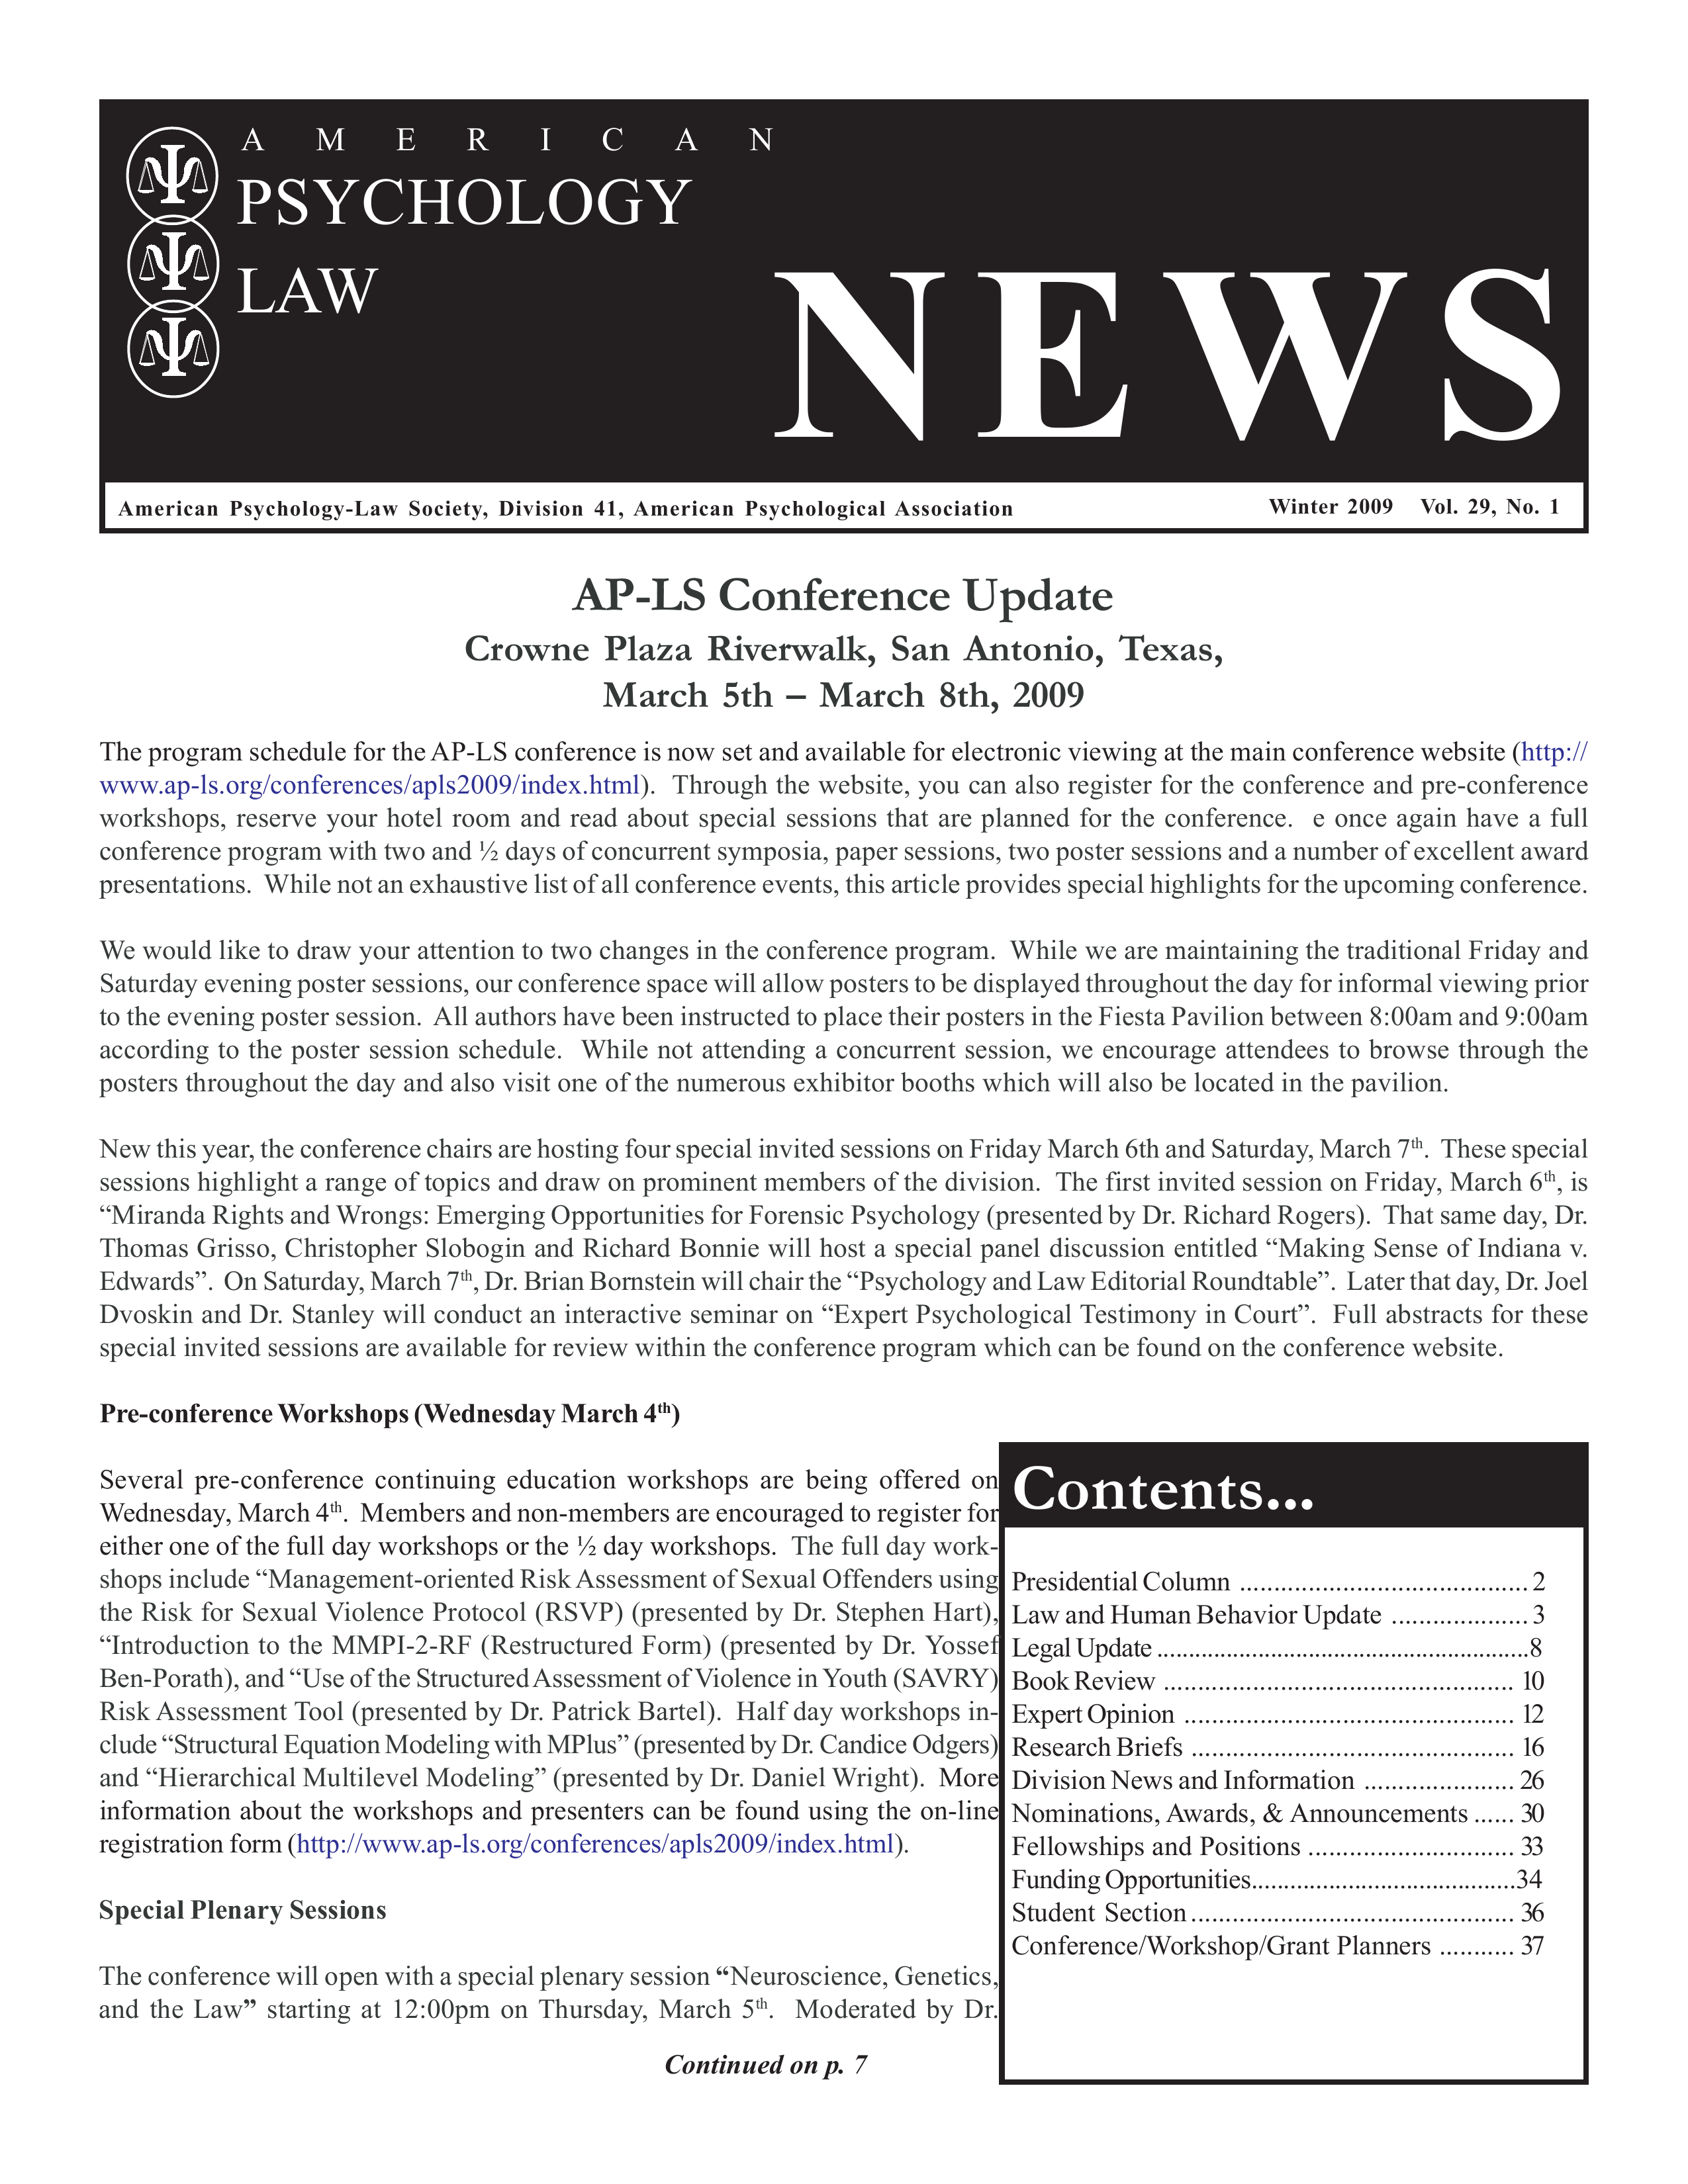 A M E R I C A N
PSYCHOLOGY
LAW
NEWS
American Psychology-Law Society, Division 41, American Psychological Association
Winter 2009 Vol. 29, No. 1
AP-LS Conference Update
Crowne Plaza Riverwalk, San Antonio, Texas,
March 5th – March 8th, 2009
The program schedule for the AP-LS conference is now set and available for electronic viewing at the main conference website (http://
www.ap-ls.org/conferences/apls2009/index.html). Through the website, you can also register for the conference and pre-conference
workshops, reserve your hotel room and read about special sessions that are planned for the conference. e once again have a full
conference program with two and ½ days of concurrent symposia, paper sessions, two poster sessions and a number of excellent award
presentations. While not an exhaustive list of all conference events, this article provides special highlights for the upcoming conference.
We would like to draw your attention to two changes in the conference program. While we are maintaining the traditional Friday and
Saturday evening poster sessions, our conference space will allow posters to be displayed throughout the day for informal viewing prior
to the evening poster session. All authors have been instructed to place their posters in the Fiesta Pavilion between 8:00am and 9:00am
according to the poster session schedule. While not attending a concurrent session, we encourage attendees to browse through the
posters throughout the day and also visit one of the numerous exhibitor booths which will also be located in the pavilion.
New this year, the conference chairs are hosting four special invited sessions on Friday March 6th and Saturday, March 7th. These special
sessions highlight a range of topics and draw on prominent members of the division. The first invited session on Friday, March 6th, is
“Miranda Rights and Wrongs: Emerging Opportunities for Forensic Psychology (presented by Dr. Richard Rogers). That same day, Dr.
Thomas Grisso, Christopher Slobogin and Richard Bonnie will host a special panel discussion entitled “Making Sense of Indiana v.
Edwards”. On Saturday, March 7th, Dr. Brian Bornstein will chair the “Psychology and Law Editorial Roundtable”. Later that day, Dr. Joel
Dvoskin and Dr. Stanley will conduct an interactive seminar on “Expert Psychological Testimony in Court”. Full abstracts for these
special invited sessions are available for review within the conference program which can be found on the conference website.
Pre-conference Workshops (Wednesday March 4th)
Several pre-conference continuing education workshops are being offered on
Wednesday, March 4th. Members and non-members are encouraged to register for
either one of the full day workshops or the ½ day workshops. The full day work-
shops include “Management-oriented Risk Assessment of Sexual Offenders using
the Risk for Sexual Violence Protocol (RSVP) (presented by Dr. Stephen Hart),
“Introduction to the MMPI-2-RF (Restructured Form) (presented by Dr. Yossef
Ben-Porath), and “Use of the Structured Assessment of Violence in Youth (SAVRY)
Risk Assessment Tool (presented by Dr. Patrick Bartel). Half day workshops in-
clude “Structural Equation Modeling with MPlus” (presented by Dr. Candice Odgers)
and “Hierarchical Multilevel Modeling” (presented by Dr. Daniel Wright). More
information about the workshops and presenters can be found using the on-line
registration form (http://www.ap-ls.org/conferences/apls2009/index.html).
Special Plenary Sessions
The conference will open with a special plenary session “Neuroscience, Genetics,
and the Law” starting at 12:00pm on Thursday, March 5th. Moderated by Dr.
Continued on p. 7
Contents...
Presidential Column .......................................... 2
Law and Human Behavior Update .................... 3
Legal Update ......................................................8
Book Review ................................................... 10
Expert Opinion ................................................ 12
Research Briefs ............................................... 16
Division News and Information ...................... 26
Nominations, Awards, & Announcements ...... 30
Fellowships and Positions .............................. 33
Funding Opportunities.........................................34
Student Section ............................................... 36
Conference/Workshop/Grant Planners ........... 37